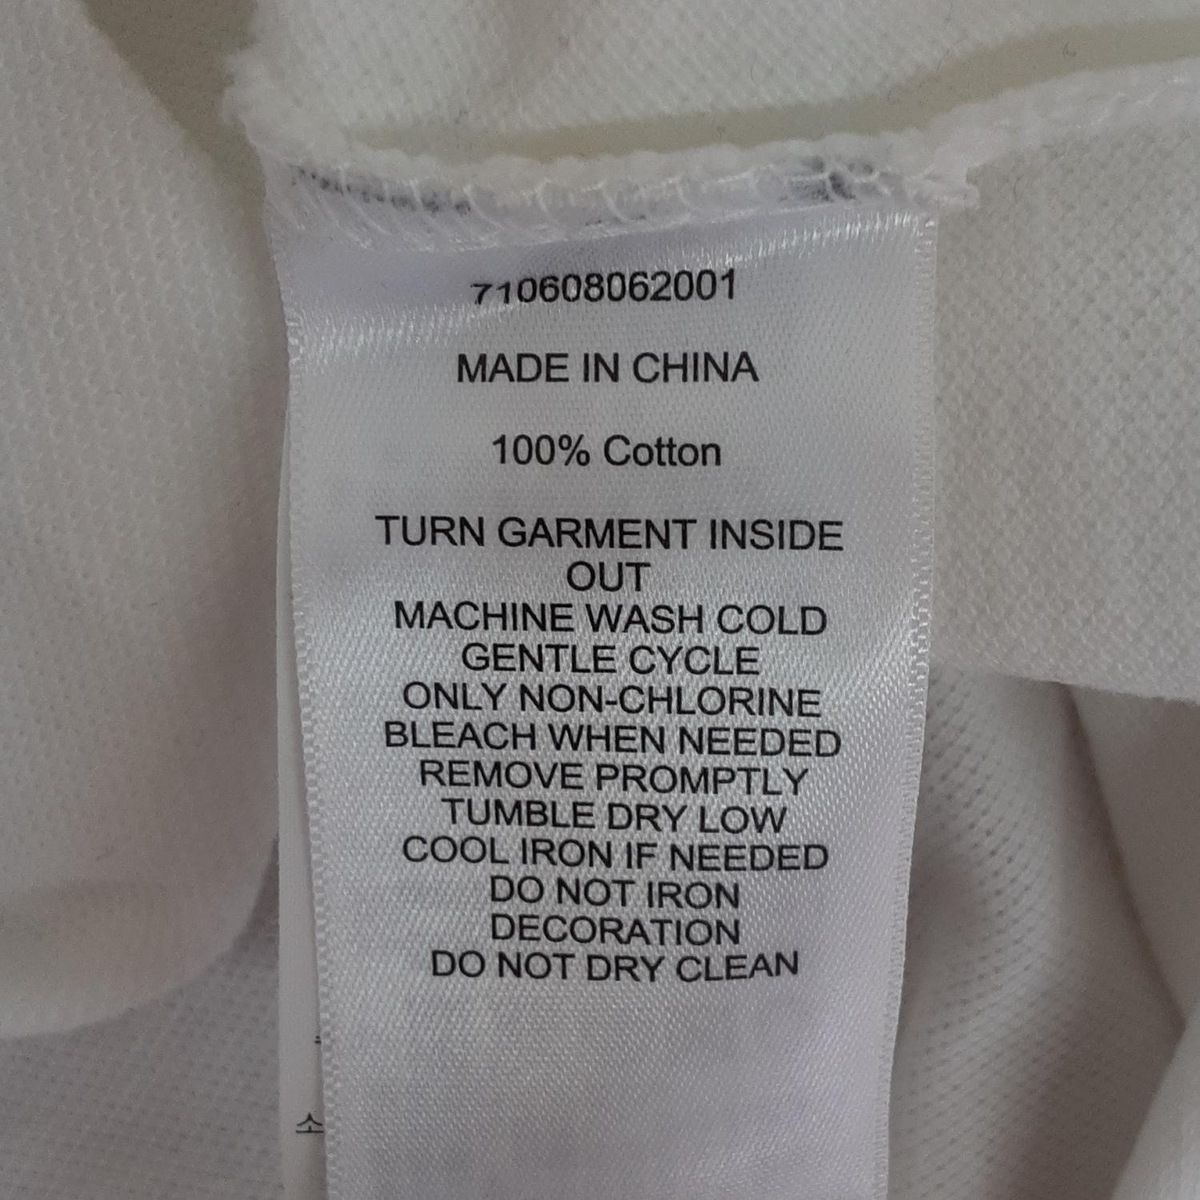 710608062001
MADE IN CHINA
100% Cotton
TURN GARMENT INSIDE
OUT
MACHINE WASH COLD
GENTLE CYCLE
ONLY NON-CHLORINE
BLEACH WHEN NEEDED
REMOVE PROMPTLY
TUMBLE DRY LOW
COOL IRON IF NEEDED
DO NOT IRON
DECORATION
DO NOT DRY CLEAN
소